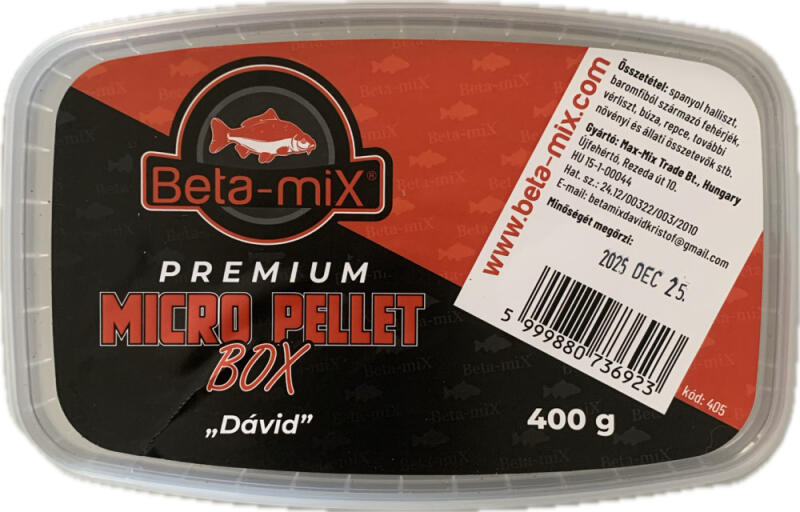 Beta-miX®
PREMIUM
MICRO PELLET
BOX
„Dávid”
400 g
www.beta-mix.com
Összetétel: spanyol halliszt,
baromfiból származó fehérjék,
vérliszt, búza, repce, további
növényi és állati összetevők stb.
Gyártó: Max-Mix Trade Bt., Hungary
Újfehértó, Rezeda út 10.
HU 15-1-00044
Hat. sz.: 24.12/00322/003/2010
E-mail: betamixdavidkristof@gmail.com
Minőségét megőrzi:
2025 DEC 25.
5 999880 736923
kód: 405